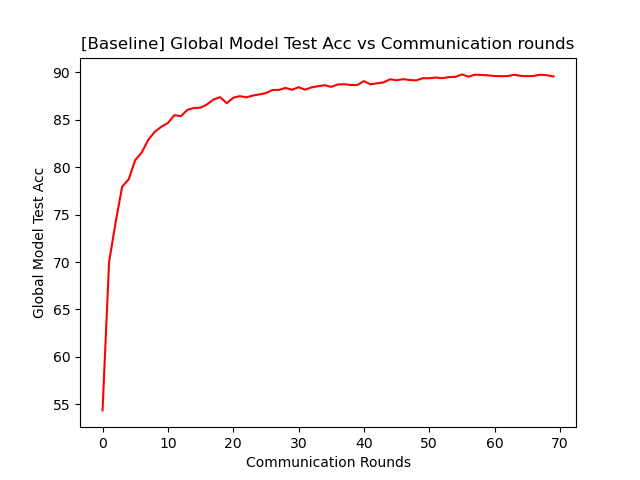 [Baseline] Global Model Test Acc vs Communication rounds
90
85
80
75
70
65
60
55
Global Model Test Acc
0 10 20 30 40 50 60 70
Communication Rounds